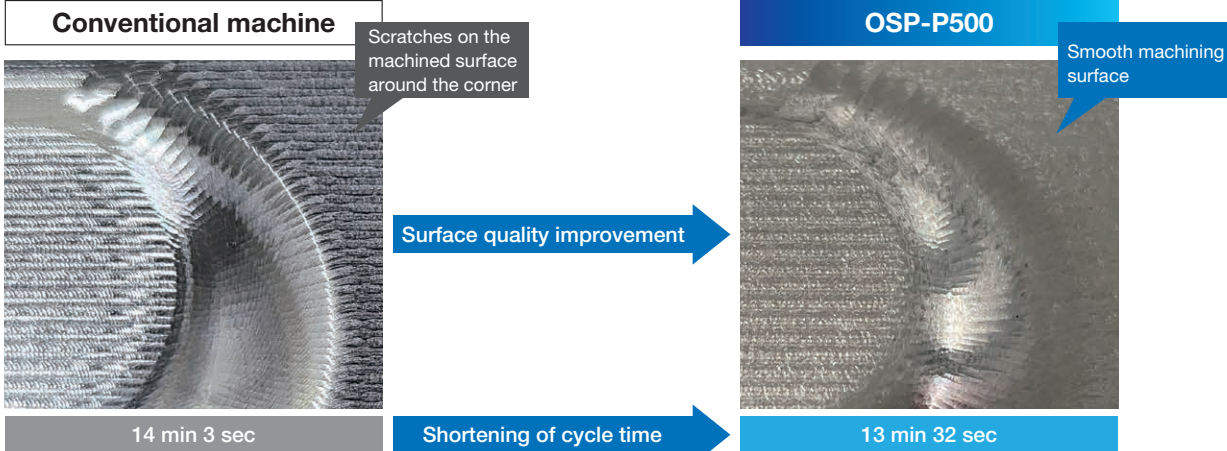 Conventional machine
Scratches on the
machined surface
around the corner
OSP-P500
Smooth machining
surface
Surface quality improvement
14 min 3 sec
Shortening of cycle time
13 min 32 sec